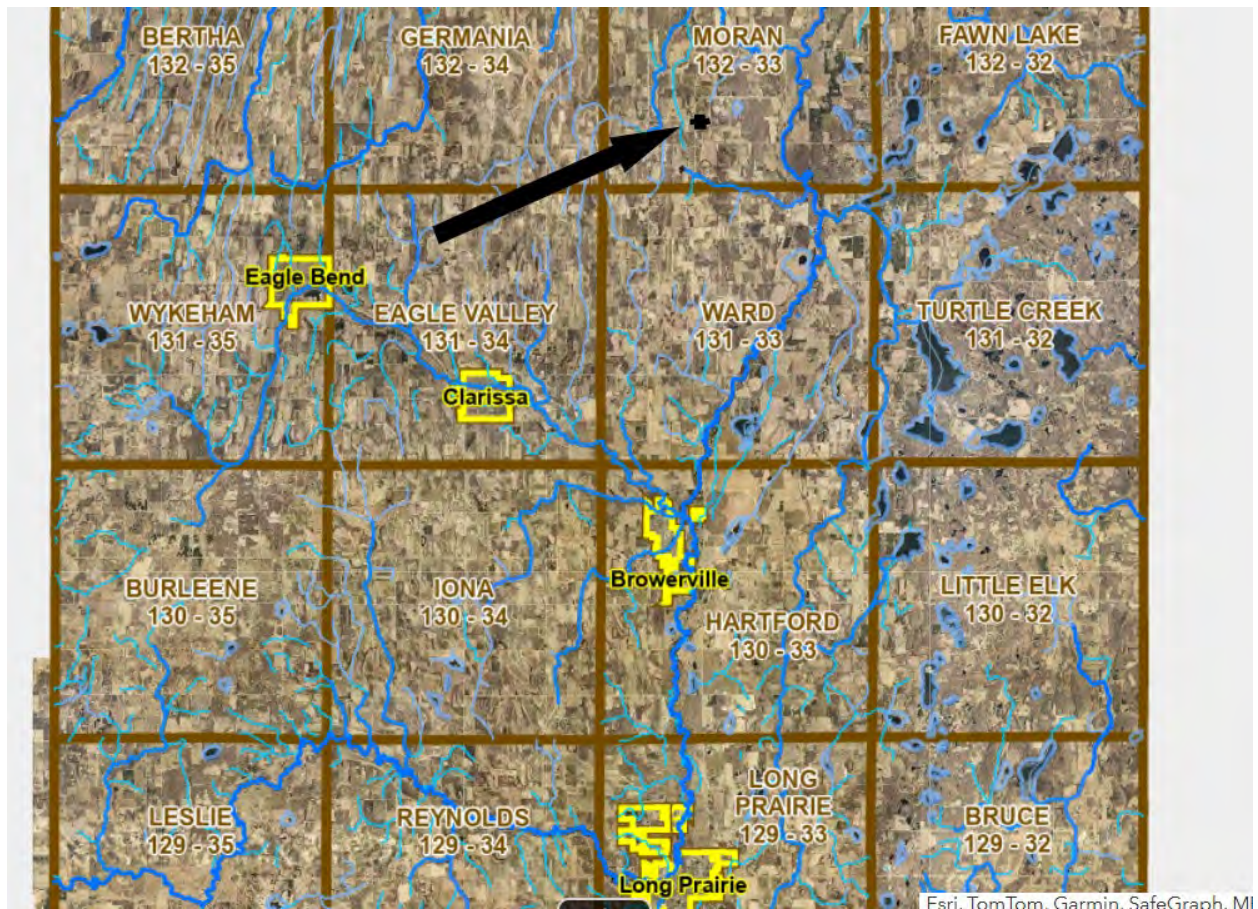 BERTHA
132 - 35
GERMANIA
132 - 34
MORAN
132 - 33
FAWN LAKE
132 - 32
Eagle Bend
WYKEHAM
131 - 35
EAGLE VALLEY
131 - 34
WARD
131 - 33
TURTLE CREEK
131 - 32
Clarissa
BURLEENE
130 - 35
IONA
130 - 34
Browerville
HARTFORD
130 - 33
LITTLE ELK
130 - 32
LESLIE
129 - 35
REYNOLDS
129 - 34
LONG
PRAIRIE
129 - 33
BRUCE
129 - 32
Long Prairie
Esri, TomTom, Garmin, SafeGraph,